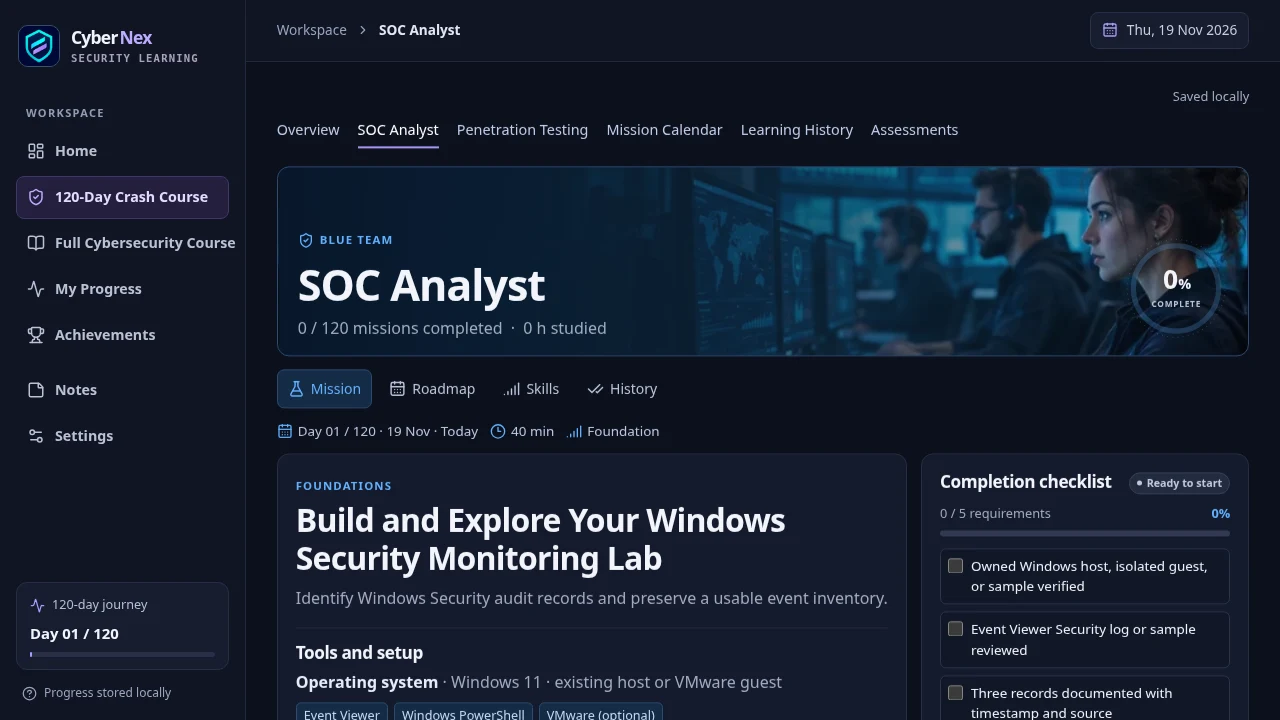 CyberNex
SECURITY LEARNING
WORKSPACE
Home
120-Day Crash Course
Full Cybersecurity Course
My Progress
Achievements
Notes
Settings
120-day journey
Day 01 / 120
Progress stored locally
Workspace > SOC Analyst
Thu, 19 Nov 2026
Saved locally
Overview SOC Analyst Penetration Testing Mission Calendar Learning History Assessments
BLUE TEAM
SOC Analyst
0 / 120 missions completed · 0 h studied
0%
COMPLETE
Mission Roadmap Skills History
Day 01 / 120 · 19 Nov · Today 40 min Foundation
FOUNDATIONS
Build and Explore Your Windows
Security Monitoring Lab
Identify Windows Security audit records and preserve a usable event inventory.
Tools and setup
Operating system · Windows 11 · existing host or VMware guest
Event Viewer Windows PowerShell VMware (optional)
Completion checklist
Ready to start
0 / 5 requirements 0%
Owned Windows host, isolated guest,
or sample verified
Event Viewer Security log or sample
reviewed
Three records documented with
timestamp and source